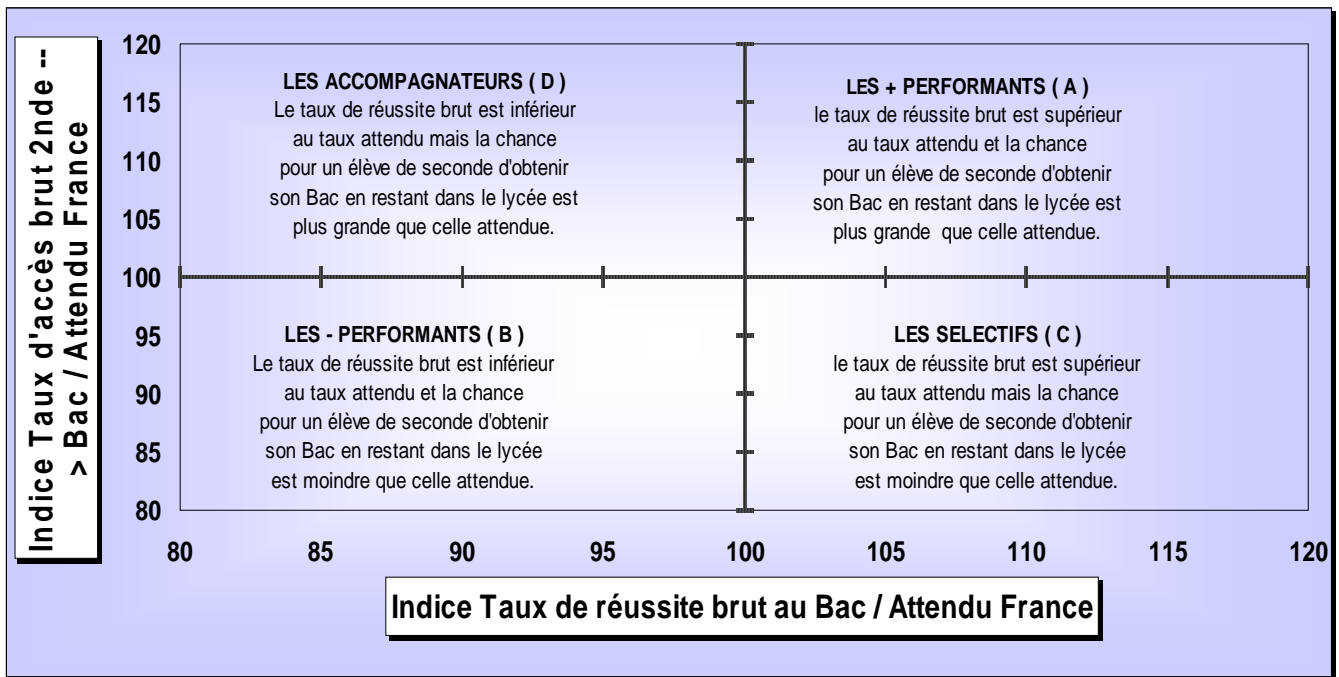 Indice Taux d'accès brut 2nde --
> Bac / Attendu France
120
115
110
105
100
95
90
85
80
LES ACCOMPAGNATEURS ( D )
Le taux de réussite brut est inférieur
au taux attendu mais la chance
pour un élève de seconde d'obtenir
son Bac en restant dans le lycée est
plus grande que celle attendue.
LES + PERFORMANTS ( A )
le taux de réussite brut est supérieur
au taux attendu et la chance
pour un élève de seconde d'obtenir
son Bac en restant dans le lycée est
plus grande que celle attendue.
LES - PERFORMANTS ( B )
Le taux de réussite brut est inférieur
au taux attendu et la chance
pour un élève de seconde d'obtenir
son Bac en restant dans le lycée
est moindre que celle attendue.
LES SELECTIFS ( C )
le taux de réussite brut est supérieur
au taux attendu mais la chance
pour un élève de seconde d'obtenir
son Bac en restant dans le lycée
est moindre que celle attendue.
80 85 90 95 100 105 110 115 120
Indice Taux de réussite brut au Bac / Attendu France